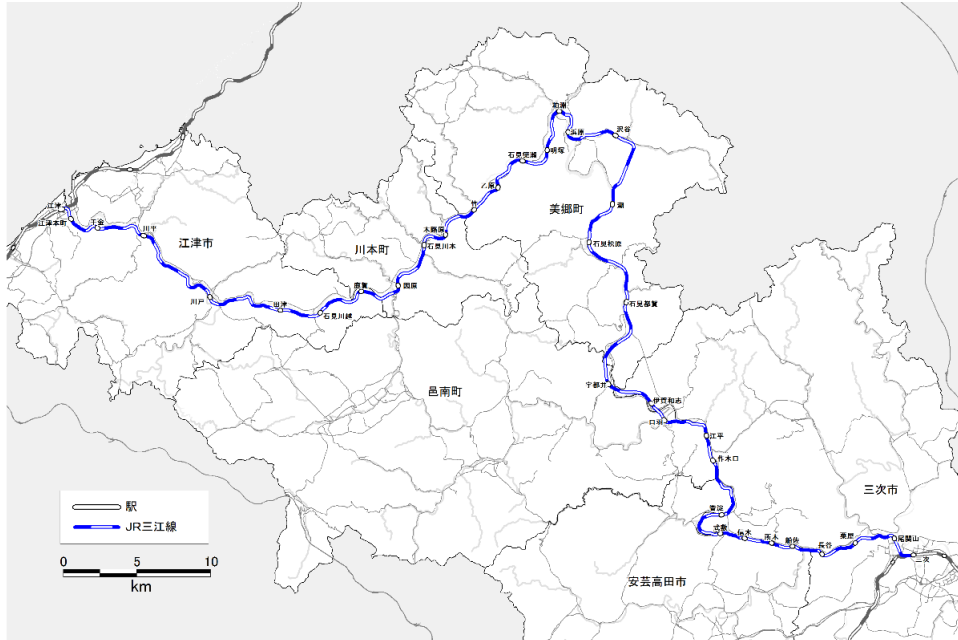 粕淵
浜原
沢谷
石見簗瀬
明塚
乙原
竹
潮
美郷町
江津
江津本町
千金
川平
江津市
木路原
石見川本
川本町
石見松原
川戸
田津
鹿賀
因原
石見川越
石見都賀
宇都井
邑南町
伊賀和志
口羽
江平
作木口
三次市
駅
JR三江線
香淀
式敷
信木
所木
船佐
長谷
粟屋
尾関山
三次
0 5 10
km
安芸高田市